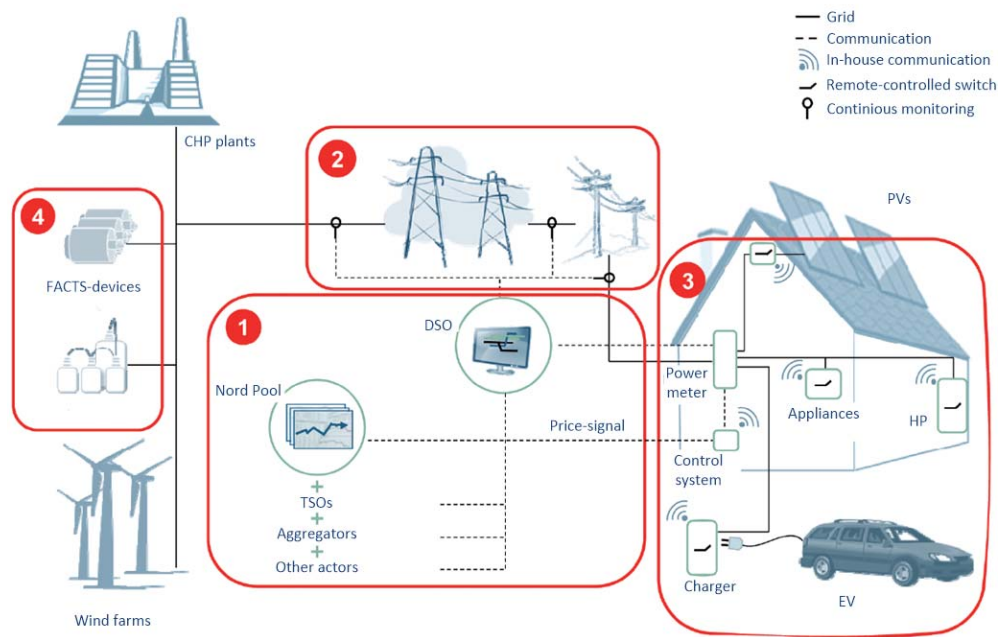 Grid
Communication
In-house communication
Remote-controlled switch
Continious monitoring
CHP plants
2
PVs
4
FACTS-devices
3
1
DSO
Nord Pool
Power
meter
Appliances
HP
Price-signal
Control
system
TSOs
Aggregators
Other actors
Charger
EV
Wind farms